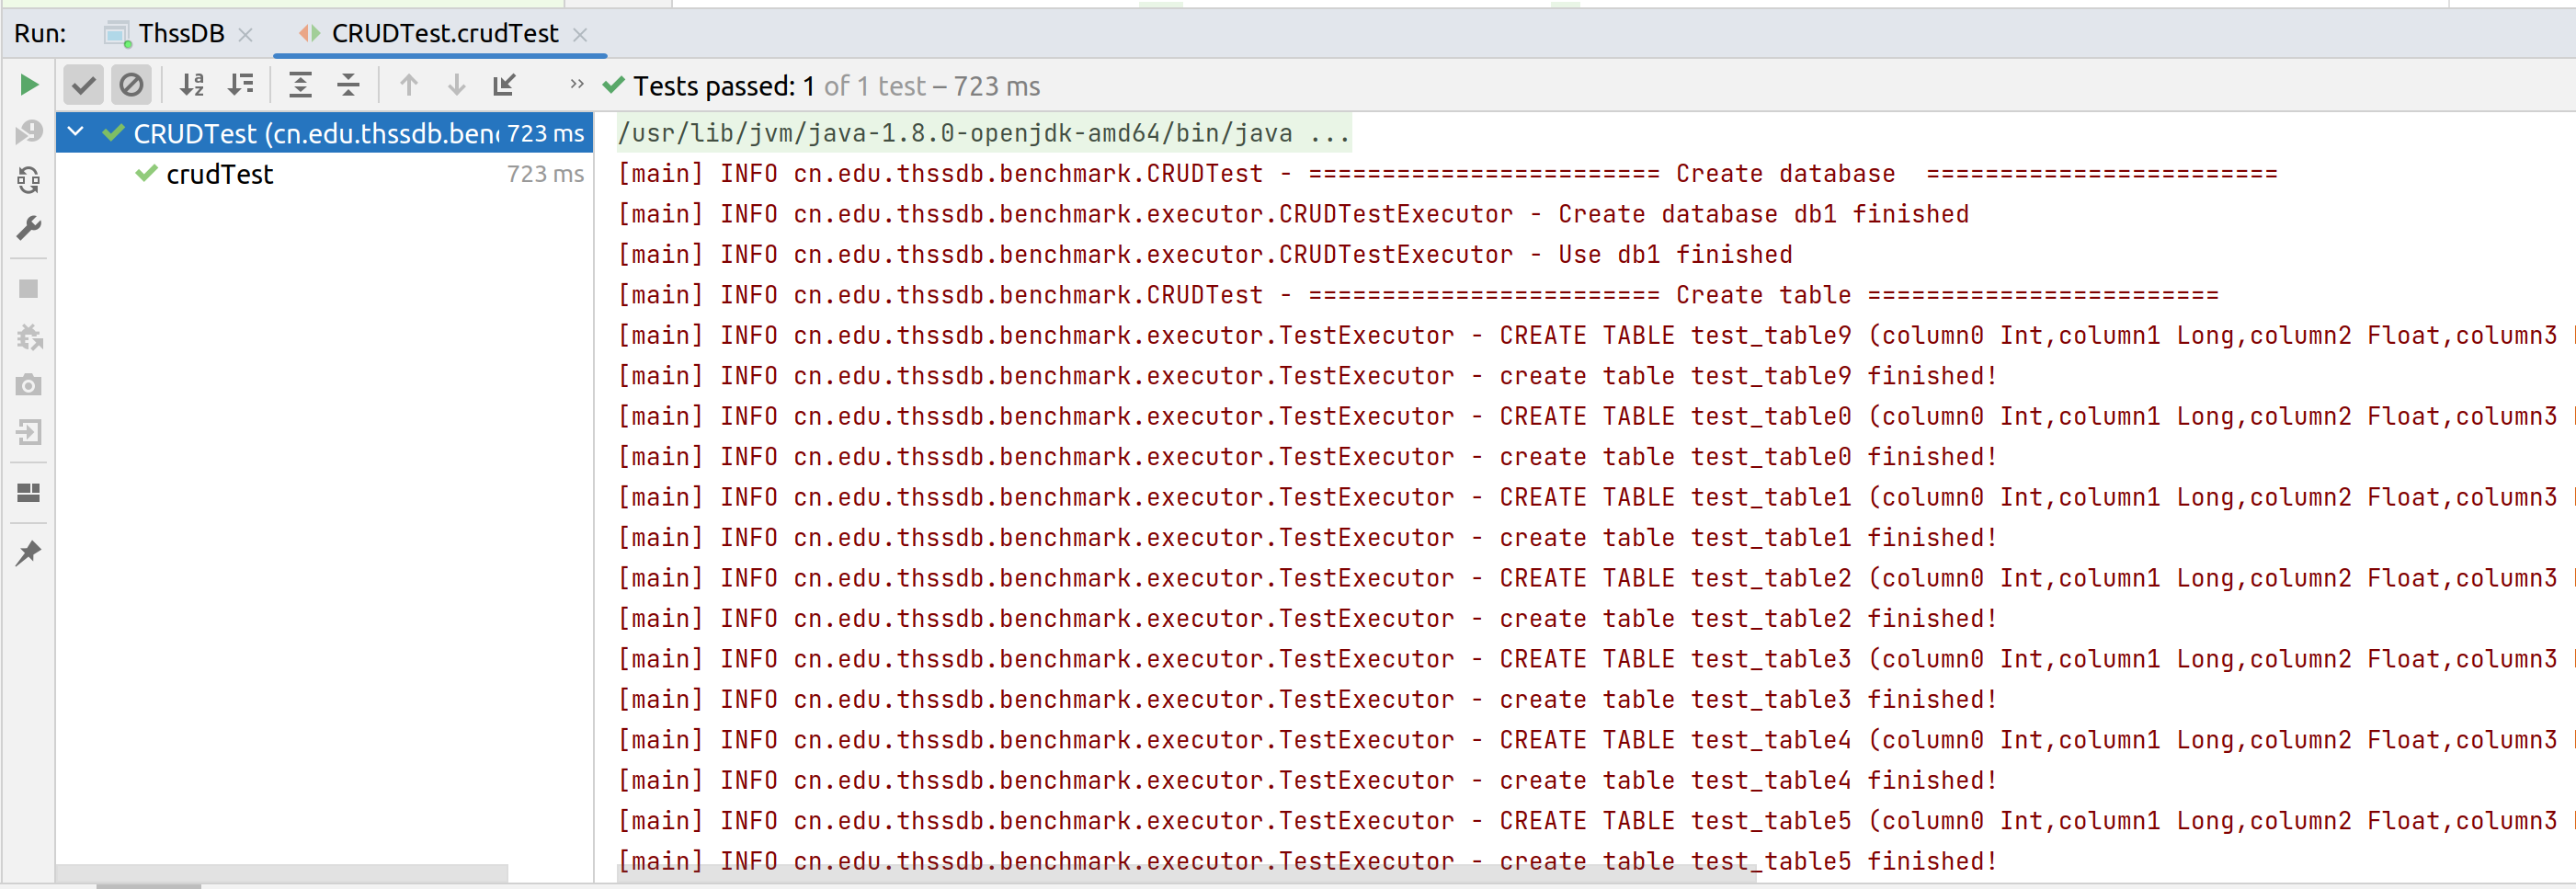 Run: ThssDB CRUDTest.crudTest
Tests passed: 1 of 1 test – 723 ms
CRUDTest (cn.edu.thssdb.ben 723 ms
crudTest 723 ms
/usr/lib/jvm/java-1.8.0-openjdk-amd64/bin/java ...
[main] INFO cn.edu.thssdb.benchmark.CRUDTest - ======================== Create database  ========================
[main] INFO cn.edu.thssdb.benchmark.executor.CRUDTestExecutor - Create database db1 finished
[main] INFO cn.edu.thssdb.benchmark.executor.CRUDTestExecutor - Use db1 finished
[main] INFO cn.edu.thssdb.benchmark.CRUDTest - ======================== Create table ========================
[main] INFO cn.edu.thssdb.benchmark.executor.TestExecutor - CREATE TABLE test_table9 (column0 Int,column1 Long,column2 Float,column3
[main] INFO cn.edu.thssdb.benchmark.executor.TestExecutor - create table test_table9 finished!
[main] INFO cn.edu.thssdb.benchmark.executor.TestExecutor - CREATE TABLE test_table0 (column0 Int,column1 Long,column2 Float,column3
[main] INFO cn.edu.thssdb.benchmark.executor.TestExecutor - create table test_table0 finished!
[main] INFO cn.edu.thssdb.benchmark.executor.TestExecutor - CREATE TABLE test_table1 (column0 Int,column1 Long,column2 Float,column3
[main] INFO cn.edu.thssdb.benchmark.executor.TestExecutor - create table test_table1 finished!
[main] INFO cn.edu.thssdb.benchmark.executor.TestExecutor - CREATE TABLE test_table2 (column0 Int,column1 Long,column2 Float,column3
[main] INFO cn.edu.thssdb.benchmark.executor.TestExecutor - create table test_table2 finished!
[main] INFO cn.edu.thssdb.benchmark.executor.TestExecutor - CREATE TABLE test_table3 (column0 Int,column1 Long,column2 Float,column3
[main] INFO cn.edu.thssdb.benchmark.executor.TestExecutor - create table test_table3 finished!
[main] INFO cn.edu.thssdb.benchmark.executor.TestExecutor - CREATE TABLE test_table4 (column0 Int,column1 Long,column2 Float,column3
[main] INFO cn.edu.thssdb.benchmark.executor.TestExecutor - create table test_table4 finished!
[main] INFO cn.edu.thssdb.benchmark.executor.TestExecutor - CREATE TABLE test_table5 (column0 Int,column1 Long,column2 Float,column3
[main] INFO cn.edu.thssdb.benchmark.executor.TestExecutor - create table test_table5 finished!